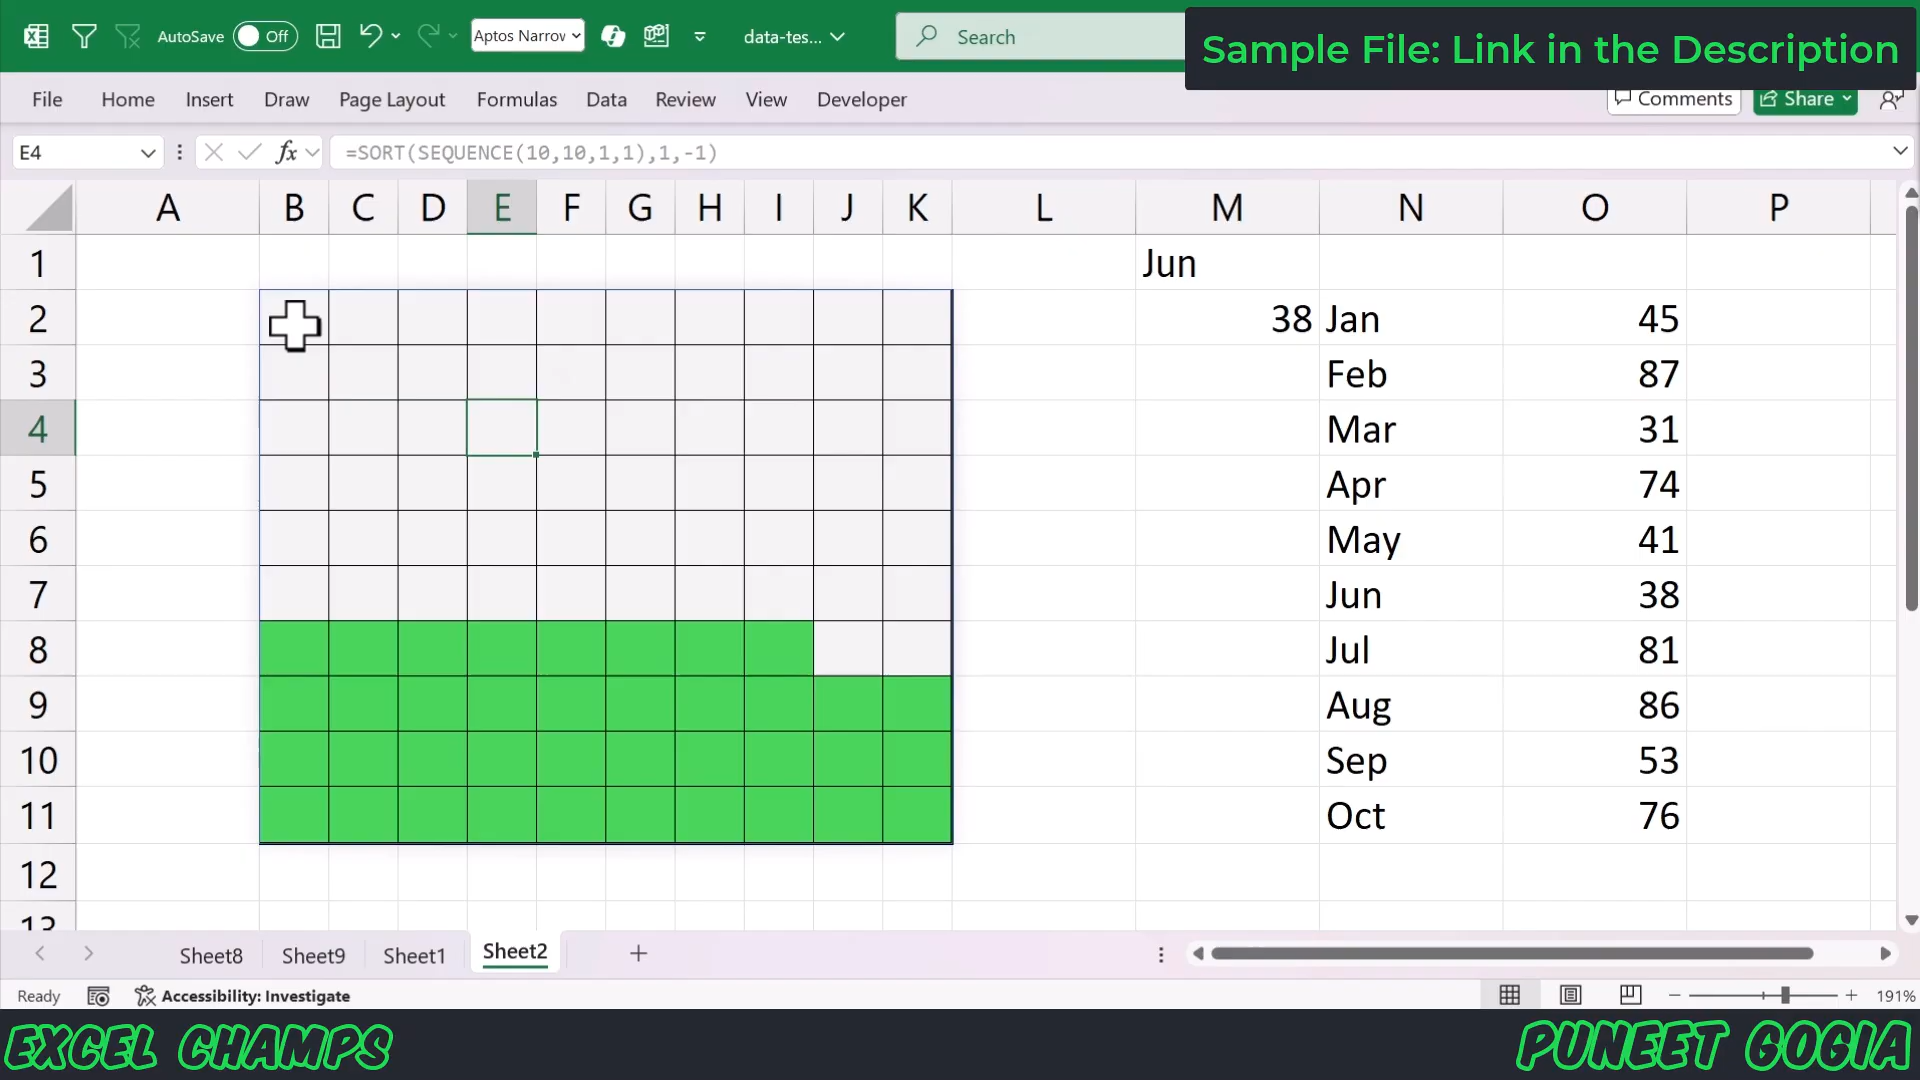 AutoSave Off Aptos Narrov data-tes... Search
Sample File: Link in the Description
File Home Insert Draw Page Layout Formulas Data Review View Developer Comments Share
E4 fx =SORT(SEQUENCE(10,10,1,1),1,-1)
A B C D E F G H I J K L M N O P
1 Jun
2 38 Jan 45
3 Feb 87
4 Mar 31
5 Apr 74
6 May 41
7 Jun 38
8 Jul 81
9 Aug 86
10 Sep 53
11 Oct 76
12
13
Sheet8 Sheet9 Sheet1 Sheet2
Ready Accessibility: Investigate 191%
EXCEL CHAMPS PUNEET GOGIA